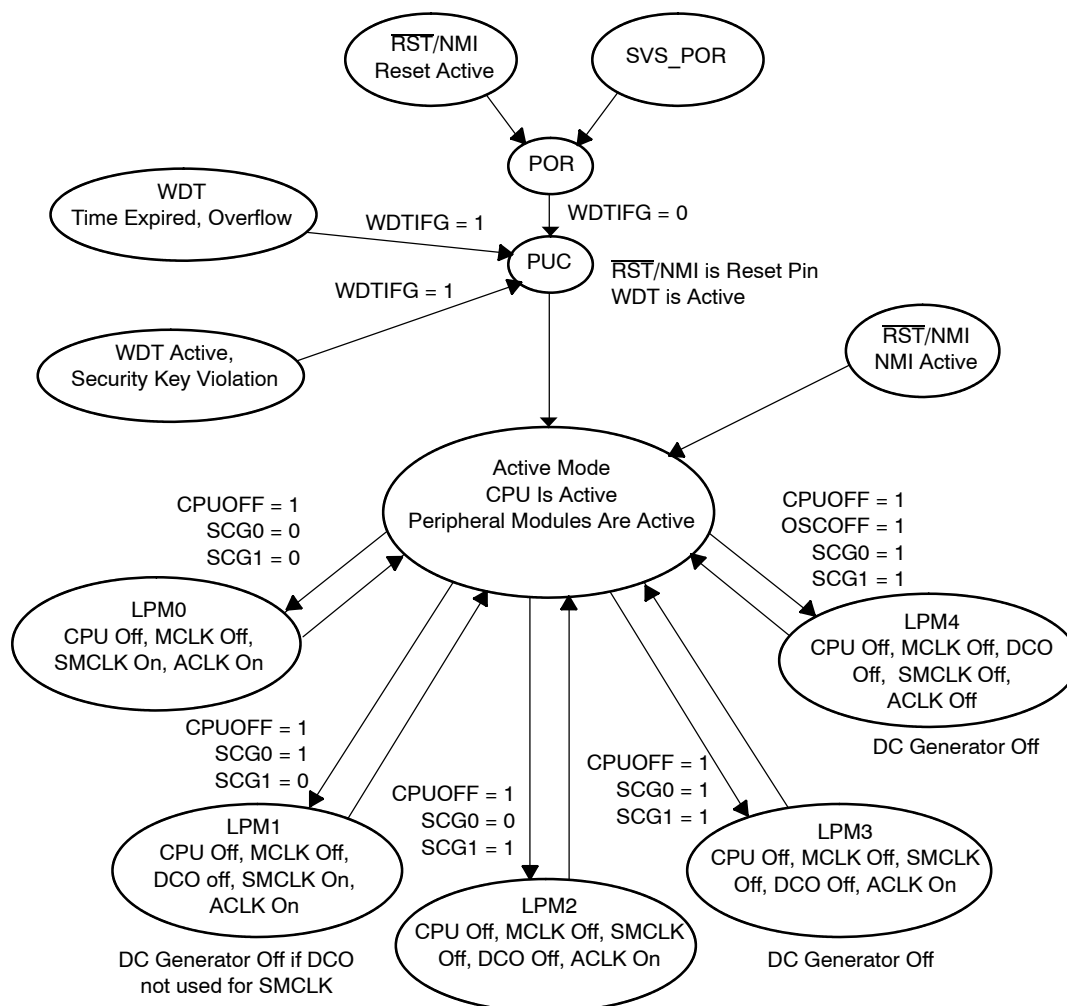 RST/NMI
Reset Active
SVS_POR
POR
WDTIFG = 0
WDT
Time Expired, Overflow
WDTIFG = 1
PUC
RST/NMI is Reset Pin
WDT is Active
WDTIFG = 1
WDT Active,
Security Key Violation
RST/NMI
NMI Active
Active Mode
CPU Is Active
Peripheral Modules Are Active
CPUOFF = 1
SCG0 = 0
SCG1 = 0
CPUOFF = 1
OSCOFF = 1
SCG0 = 1
SCG1 = 1
LPM0
CPU Off, MCLK Off,
SMCLK On, ACLK On
LPM4
CPU Off, MCLK Off, DCO
Off, SMCLK Off,
ACLK Off
DC Generator Off
CPUOFF = 1
SCG0 = 1
SCG1 = 0
CPUOFF = 1
SCG0 = 0
SCG1 = 1
CPUOFF = 1
SCG0 = 1
SCG1 = 1
LPM1
CPU Off, MCLK Off,
DCO off, SMCLK On,
ACLK On
DC Generator Off if DCO
not used for SMCLK
LPM2
CPU Off, MCLK Off, SMCLK
Off, DCO Off, ACLK On
LPM3
CPU Off, MCLK Off, SMCLK
Off, DCO Off, ACLK On
DC Generator Off